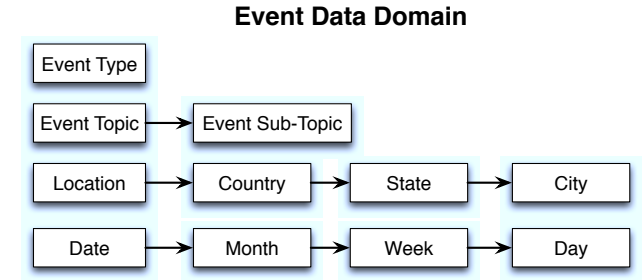 Event Data Domain
Event Type
Event Topic
Event Sub-Topic
Location
Country
State
City
Date
Month
Week
Day